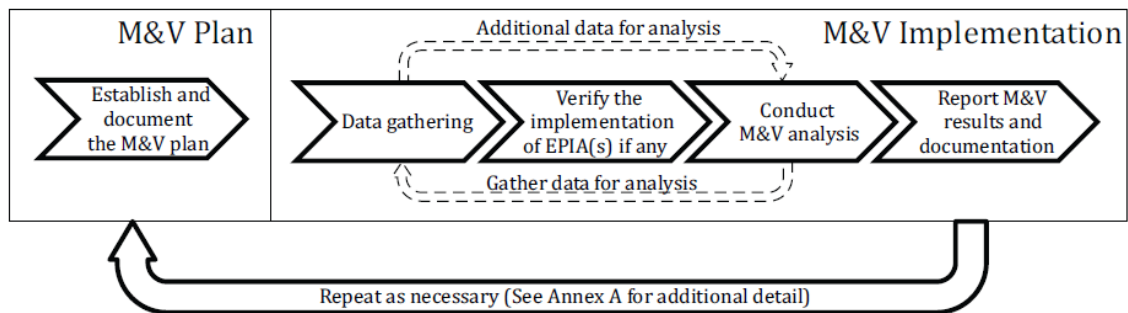 M&V Plan
Establish and
document
the M&V plan
M&V Implementation
Additional data for analysis
Data gathering
Verify the
implementation
of EPIA(s) if any
Conduct
M&V analysis
Report M&V
results and
documentation
Gather data for analysis
Repeat as necessary (See Annex A for additional detail)